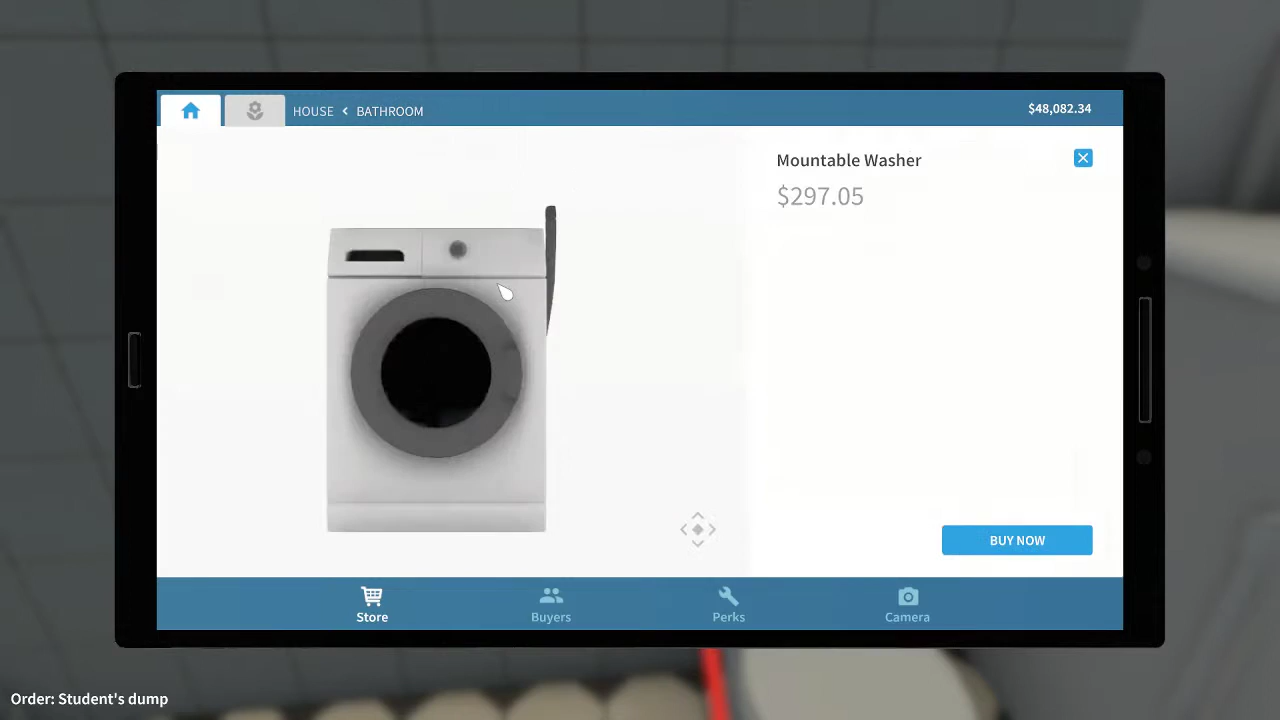 HOUSE < BATHROOM
$48,082.34
Mountable Washer
$297.05
BUY NOW
Store
Buyers
Perks
Camera
Order: Student's dump